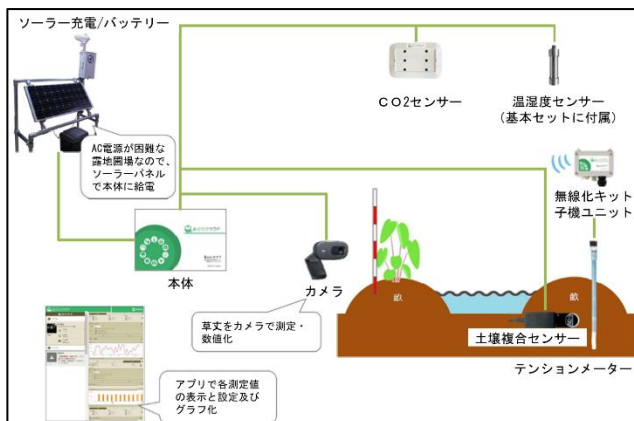 ソーラー充電/バッテリー
AC電源が困難な
露地圃場なので、
ソーラーパネル
で本体に給電
CO2センサー
温湿度センサー
(基本セットに付属)
無線化キット
子機ユニット
本体
カメラ
草丈をカメラで測定・
数値化
畝
畝
土壌複合センサー
テンションメーター
アプリで各測定値
の表示と設定及び
グラフ化